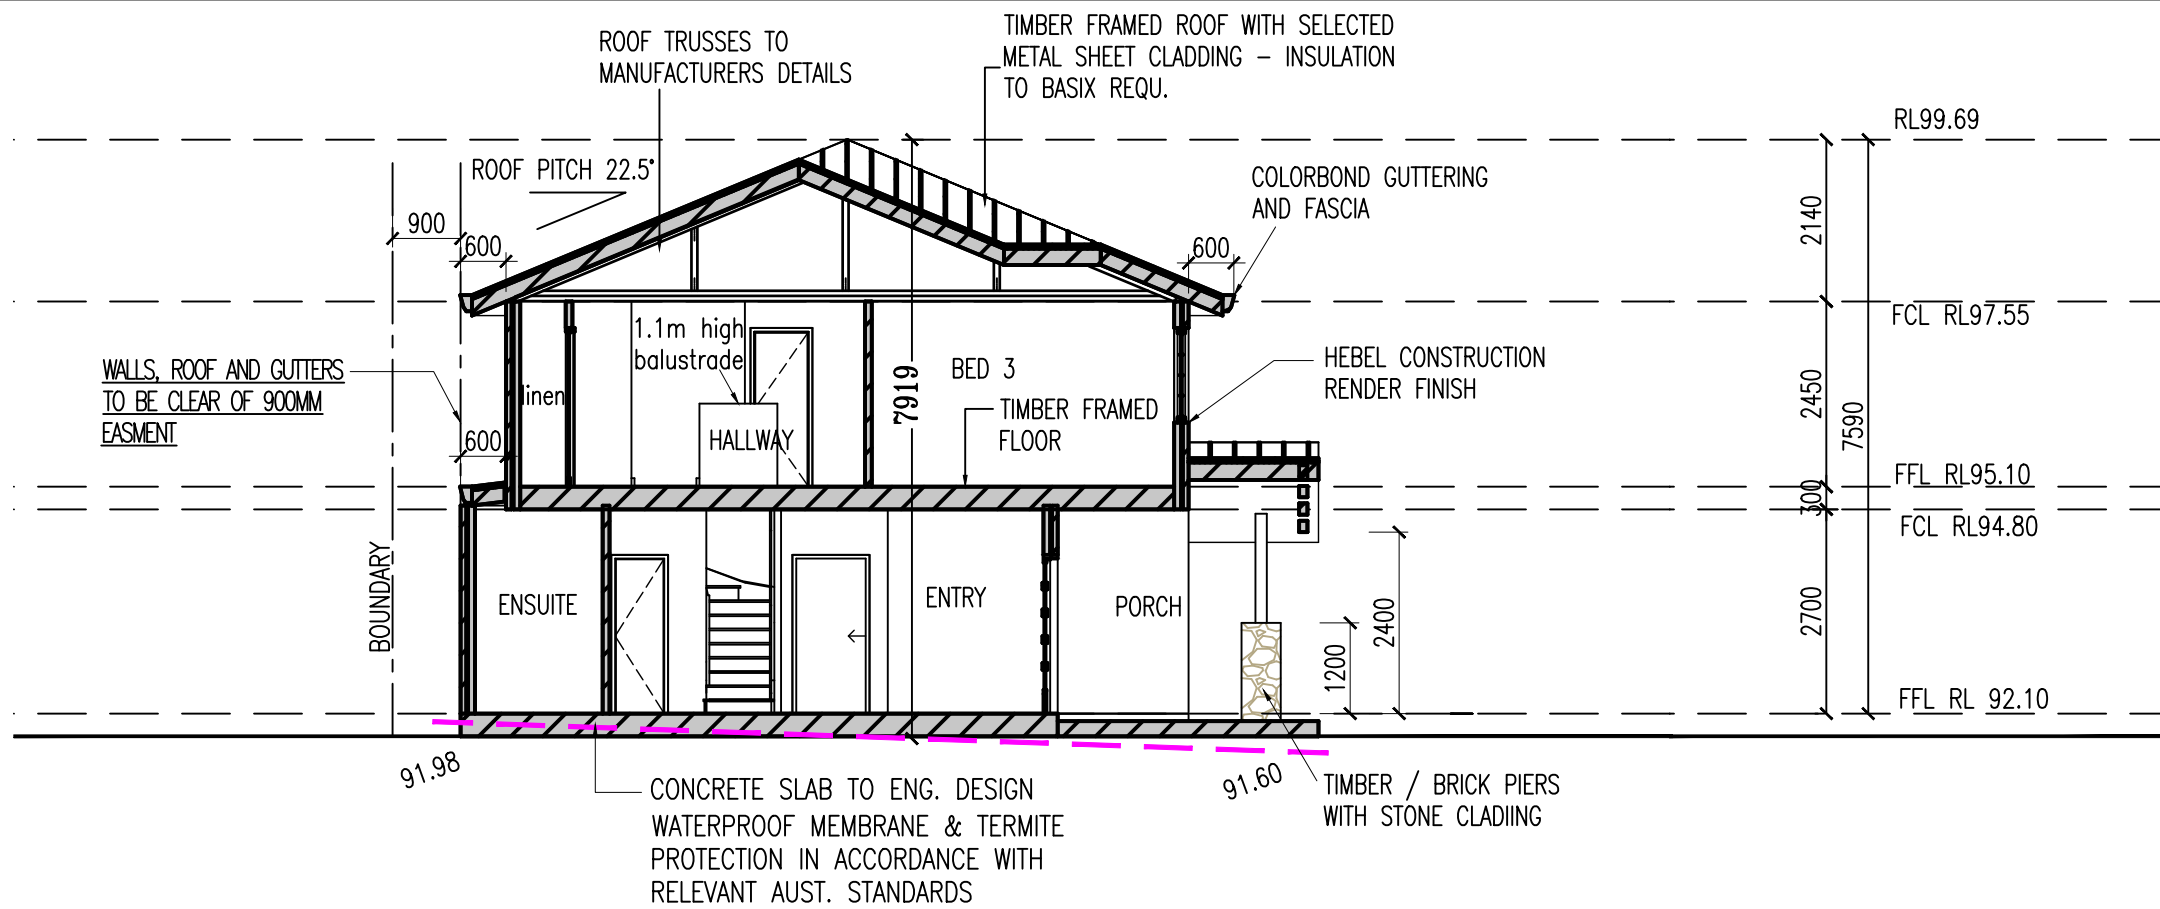 TIMBER FRAMED ROOF WITH SELECTED
METAL SHEET CLADDING – INSULATION
TO BASIX REQU.
ROOF TRUSSES TO
MANUFACTURERS DETAILS
RL99.69
ROOF PITCH 22.5°
COLORBOND GUTTERING
AND FASCIA
900
600
600
2140
FCL RL97.55
1.1m high
balustrade
WALLS, ROOF AND GUTTERS
TO BE CLEAR OF 900MM
EASMENT
linen
7919
BED 3
HEBEL CONSTRUCTION
RENDER FINISH
2450
7590
TIMBER FRAMED
FLOOR
HALLWAY
600
FFL RL95.10
300
FCL RL94.80
BOUNDARY
ENSUITE
ENTRY
PORCH
2400
1200
2700
FFL RL 92.10
91.98
91.60
CONCRETE SLAB TO ENG. DESIGN
WATERPROOF MEMBRANE & TERMITE
PROTECTION IN ACCORDANCE WITH
RELEVANT AUST. STANDARDS
TIMBER / BRICK PIERS
WITH STONE CLADIING